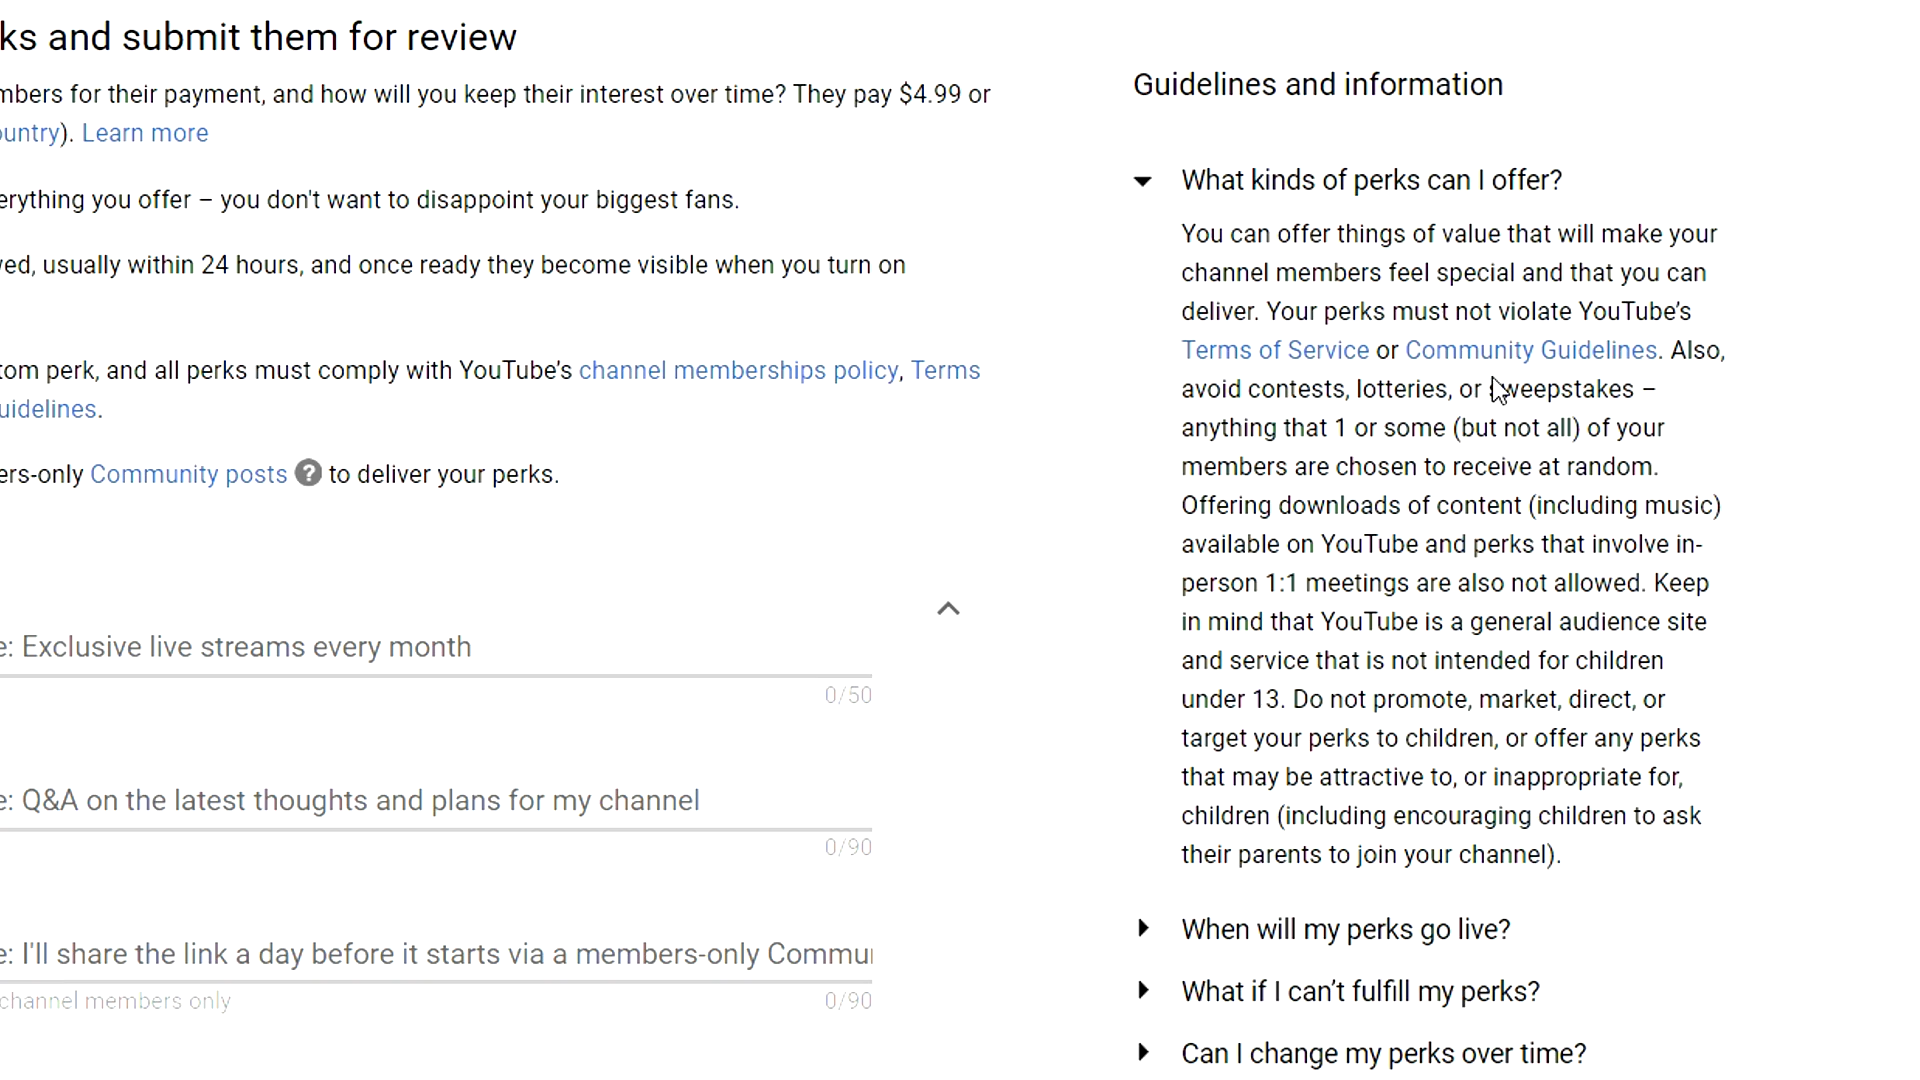 ks and submit them for review
mbers for their payment, and how will you keep their interest over time? They pay $4.99 or
ountry). Learn more
erything you offer – you don't want to disappoint your biggest fans.
wed, usually within 24 hours, and once ready they become visible when you turn on
tom perk, and all perks must comply with YouTube's channel memberships policy, Terms
uidelines.
ers-only Community posts ? to deliver your perks.
e: Exclusive live streams every month
0/50
e: Q&A on the latest thoughts and plans for my channel
0/90
e: I'll share the link a day before it starts via a members-only Commu
channel members only
0/90
Guidelines and information
What kinds of perks can I offer?
You can offer things of value that will make your
channel members feel special and that you can
deliver. Your perks must not violate YouTube’s
Terms of Service or Community Guidelines. Also,
avoid contests, lotteries, or sweepstakes –
anything that 1 or some (but not all) of your
members are chosen to receive at random.
Offering downloads of content (including music)
available on YouTube and perks that involve in-
person 1:1 meetings are also not allowed. Keep
in mind that YouTube is a general audience site
and service that is not intended for children
under 13. Do not promote, market, direct, or
target your perks to children, or offer any perks
that may be attractive to, or inappropriate for,
children (including encouraging children to ask
their parents to join your channel).
When will my perks go live?
What if I can’t fulfill my perks?
Can I change my perks over time?